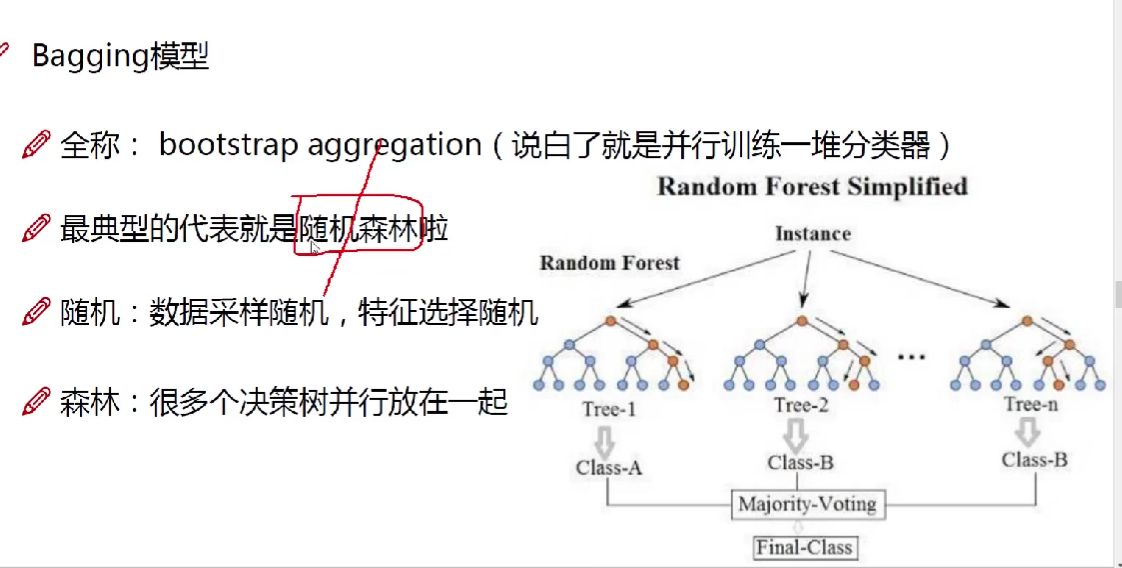 Bagging模型
全称： bootstrap aggregation（说白了就是并行训练一堆分类器）
最典型的代表就是随机森林啦
随机：数据采样随机，特征选择随机
森林：很多个决策树并行放在一起
Random Forest Simplified
Instance
Random Forest
...
Tree-1
Tree-2
Tree-n
Class-A
Class-B
Class-B
Majority-Voting
Final-Class